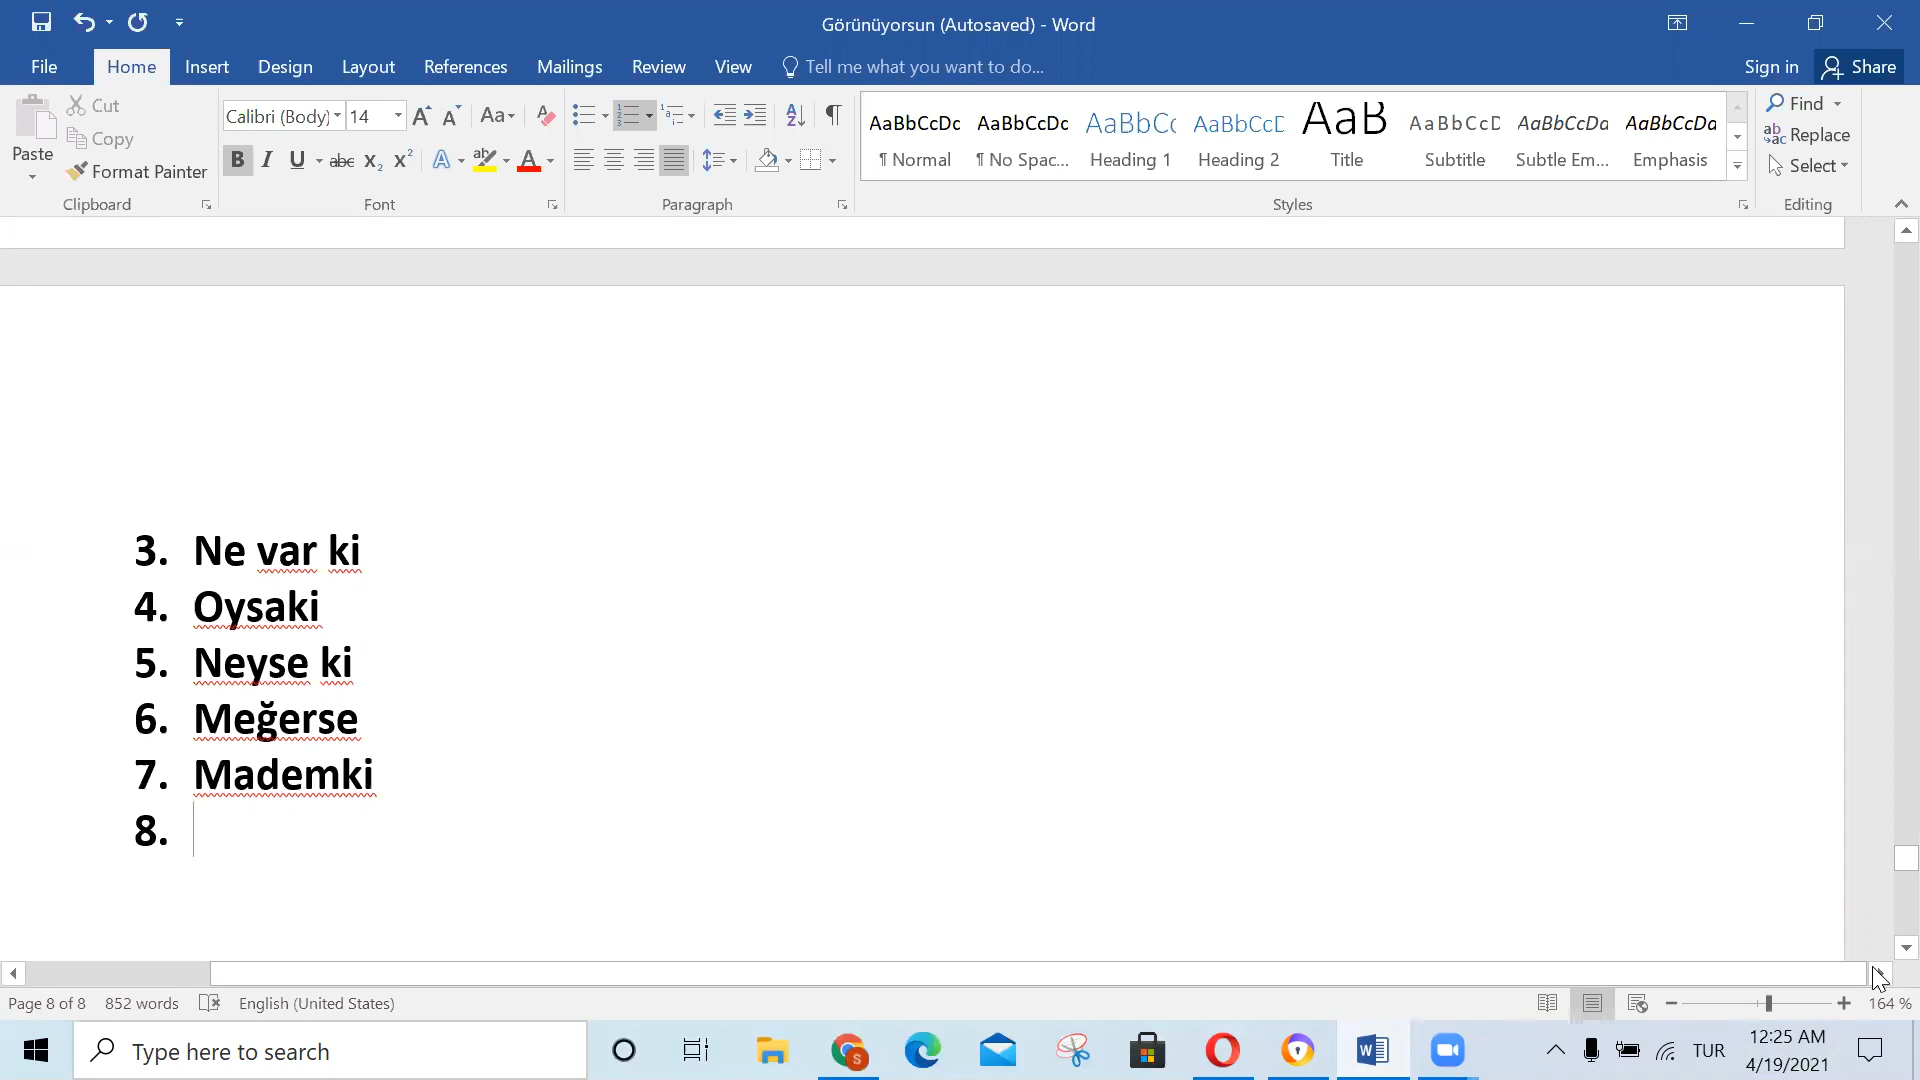 Görünüyorsun (Autosaved) - Word
File Home Insert Design Layout References Mailings Review View Tell me what you want to do... Sign in Share
Paste
Cut
Copy
Format Painter
Clipboard
Calibri (Body) 14
Font
Paragraph
AaBbCcDc AaBbCcDc AaBbCc AaBbCcD AaB AaBbCcD AaBbCcDd AaBbCcDd
¶ Normal ¶ No Spac... Heading 1 Heading 2 Title Subtitle Subtle Em... Emphasis
Styles
Find
Replace
Select
Editing
3. Ne var ki
4. Oysaki
5. Neyse ki
6. Meğerse
7. Mademki
8.
Page 8 of 8 852 words English (United States) 164 %
Type here to search
TUR
12:25 AM
4/19/2021